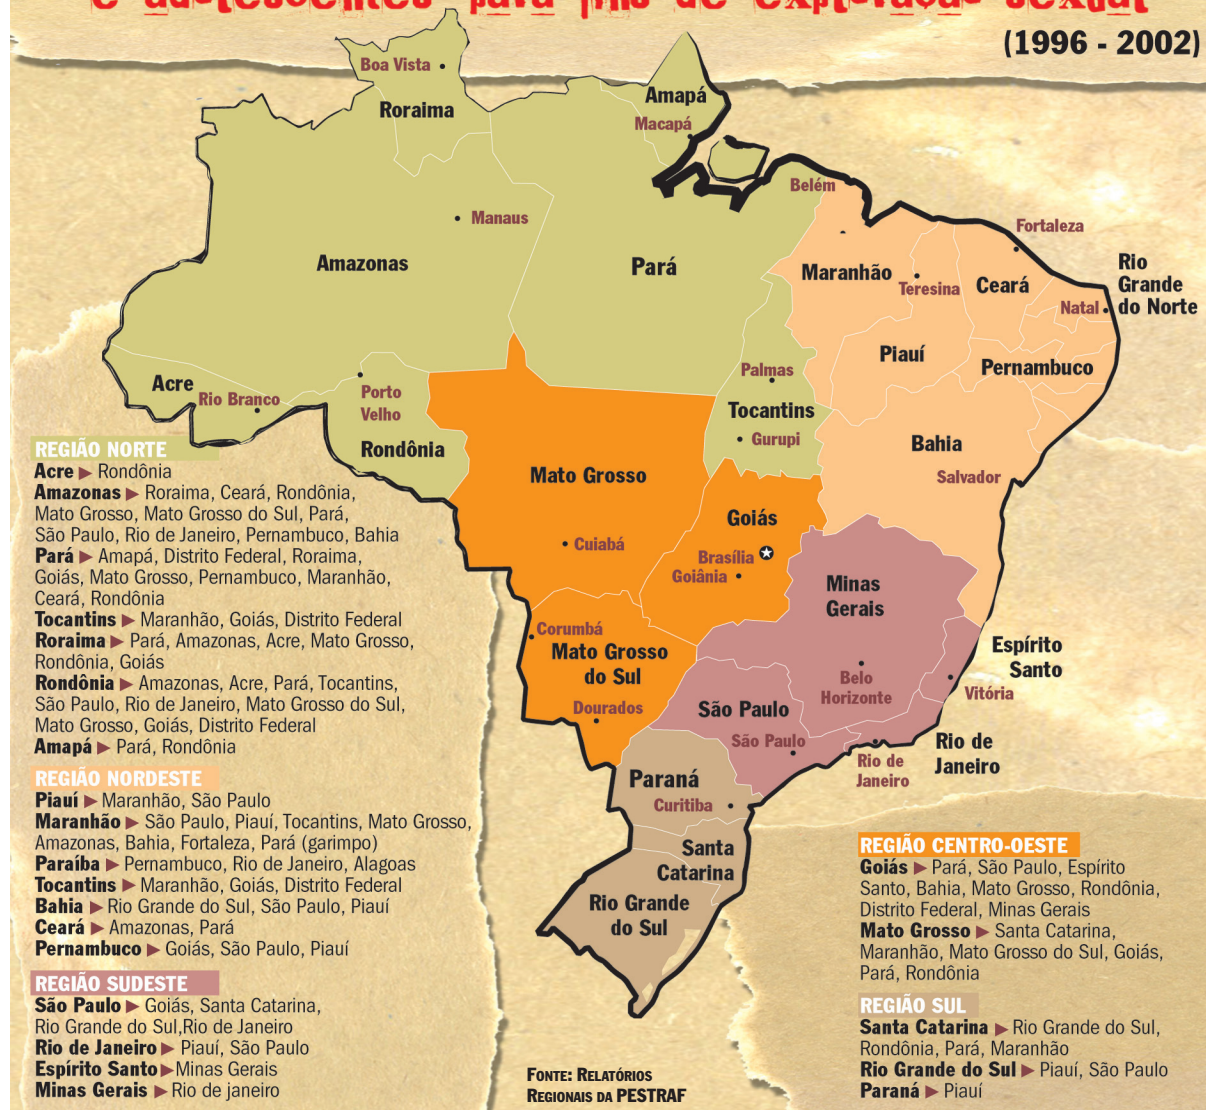 e adolescentes para fins de exploração sexual
(1996 - 2002)
Boa Vista
Roraima
Amapá
Macapá
Belém
Manaus
Amazonas
Pará
Fortaleza
Maranhão
Teresina
Ceará
Rio
Grande
do Norte
Natal
Piauí
Pernambuco
Acre
Rio Branco
Porto
Velho
Rondônia
Palmas
Tocantins
Gurupi
Bahia
Salvador
Mato Grosso
Cuiabá
Goiás
Brasília
Goiânia
Minas
Gerais
Belo
Horizonte
Espírito
Santo
Vitória
Corumbá
Mato Grosso
do Sul
Dourados
São Paulo
São Paulo
Rio de
Janeiro
Rio de
Janeiro
Paraná
Curitiba
Santa
Catarina
Rio Grande
do Sul
REGIÃO NORTE
Acre ► Rondônia
Amazonas ► Roraima, Ceará, Rondônia,
Mato Grosso, Mato Grosso do Sul, Pará,
São Paulo, Rio de Janeiro, Pernambuco, Bahia
Pará ► Amapá, Distrito Federal, Roraima,
Goiás, Mato Grosso, Pernambuco, Maranhão,
Ceará, Rondônia
Tocantins ► Maranhão, Goiás, Distrito Federal
Roraima ► Pará, Amazonas, Acre, Mato Grosso,
Rondônia, Goiás
Rondônia ► Amazonas, Acre, Pará, Tocantins,
São Paulo, Rio de Janeiro, Mato Grosso do Sul,
Mato Grosso, Goiás, Distrito Federal
Amapá ► Pará, Rondônia
REGIÃO NORDESTE
Piauí ► Maranhão, São Paulo
Maranhão ► São Paulo, Piauí, Tocantins, Mato Grosso,
Amazonas, Bahia, Fortaleza, Pará (garimpo)
Paraíba ► Pernambuco, Rio de Janeiro, Alagoas
Tocantins ► Maranhão, Goiás, Distrito Federal
Bahia ► Rio Grande do Sul, São Paulo, Piauí
Ceará ► Amazonas, Pará
Pernambuco ► Goiás, São Paulo, Piauí
REGIÃO SUDESTE
São Paulo ► Goiás, Santa Catarina,
Rio Grande do Sul,Rio de Janeiro
Rio de Janeiro ► Piauí, São Paulo
Espírito Santo►Minas Gerais
Minas Gerais ► Rio de janeiro
REGIÃO CENTRO-OESTE
Goiás ► Pará, São Paulo, Espírito
Santo, Bahia, Mato Grosso, Rondônia,
Distrito Federal, Minas Gerais
Mato Grosso ► Santa Catarina,
Maranhão, Mato Grosso do Sul, Goiás,
Pará, Rondônia
REGIÃO SUL
Santa Catarina ► Rio Grande do Sul,
Rondônia, Pará, Maranhão
Rio Grande do Sul ► Piauí, São Paulo
Paraná ► Piauí
FONTE: RELATÓRIOS
REGIONAIS DA PESTRAF